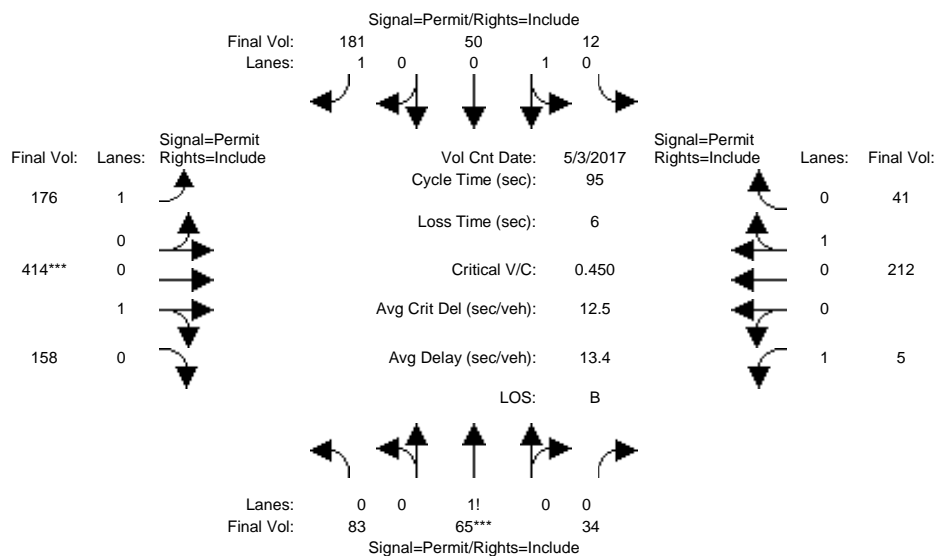 Signal=Permit/Rights=Include
Final Vol: 181 50 12
Lanes: 1 0 0 1 0
Signal=Permit
Final Vol: Lanes: Rights=Include
Vol Cnt Date: 5/3/2017
Signal=Permit
Rights=Include Lanes: Final Vol:
Cycle Time (sec): 95
176 1
0 41
Loss Time (sec): 6
0
1
414*** 0
Critical V/C: 0.450
0 212
1
Avg Crit Del (sec/veh): 12.5
0
158 0
Avg Delay (sec/veh): 13.4
1 5
LOS: B
Lanes: 0 0 1! 0 0
Final Vol: 83 65*** 34
Signal=Permit/Rights=Include